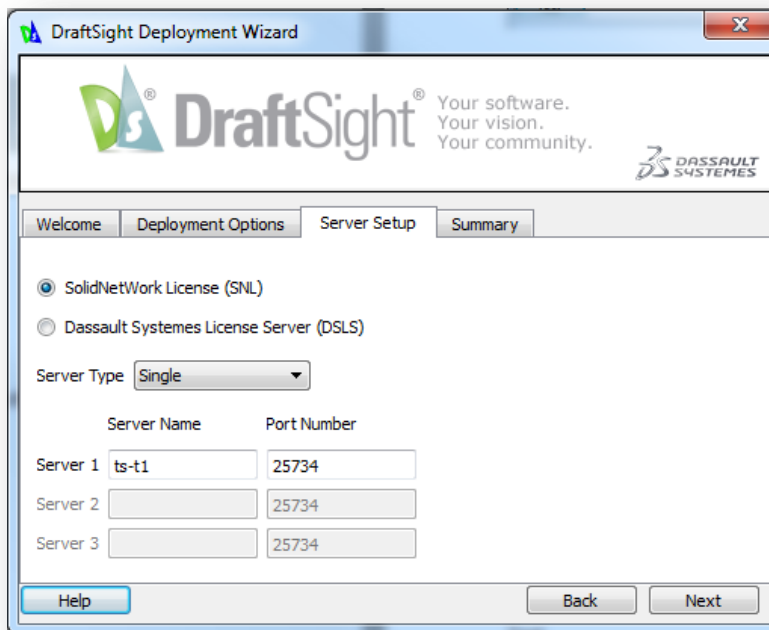 DraftSight Deployment Wizard
DS® DraftSight®
Your software.
Your vision.
Your community.
DASSAULT
SYSTEMES
Welcome Deployment Options Server Setup Summary
SolidNetWork License (SNL)
Dassault Systemes License Server (DSLS)
Server Type Single
Server Name Port Number
Server 1 ts-t1 25734
Server 2 25734
Server 3 25734
Help Back Next